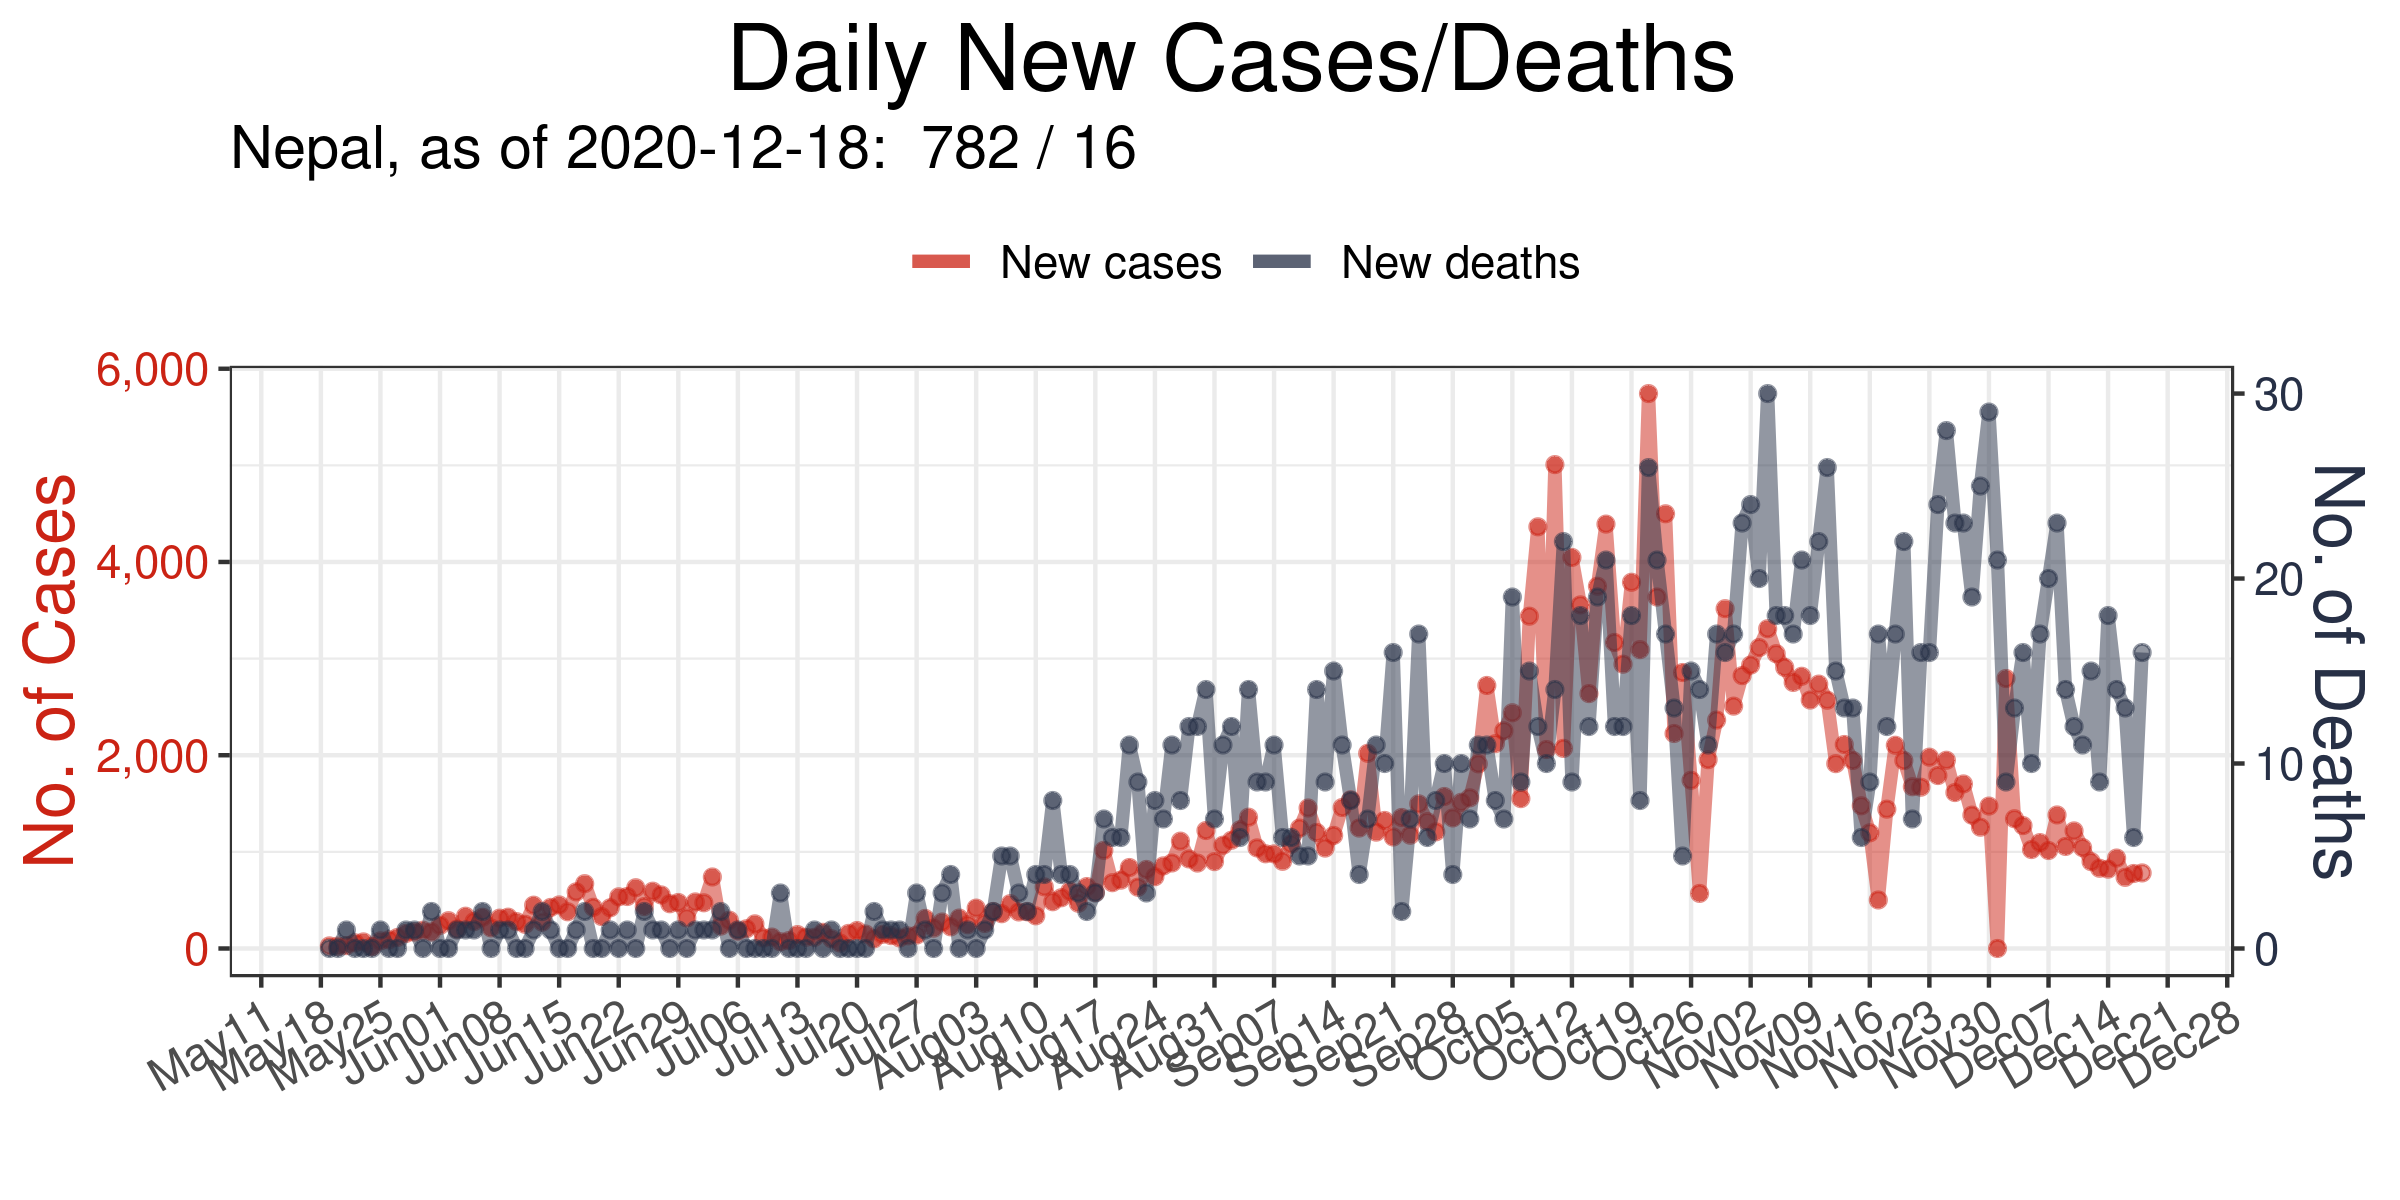 Daily New Cases/Deaths
Nepal, as of 2020-12-18:  782 / 16
New cases New deaths
No. of Cases
6,000
4,000
2,000
0
30
20
10
0
No. of Deaths
May11 May18 May25 Jun01 Jun08 Jun15 Jun22 Jun29 Jul06 Jul13 Jul20 Jul27 Aug03 Aug10 Aug17 Aug24 Aug31 Sep07 Sep14 Sep21 Sep28 Oct05 Oct12 Oct19 Oct26 Nov02 Nov09 Nov16 Nov23 Nov30 Dec07 Dec14 Dec21 Dec28